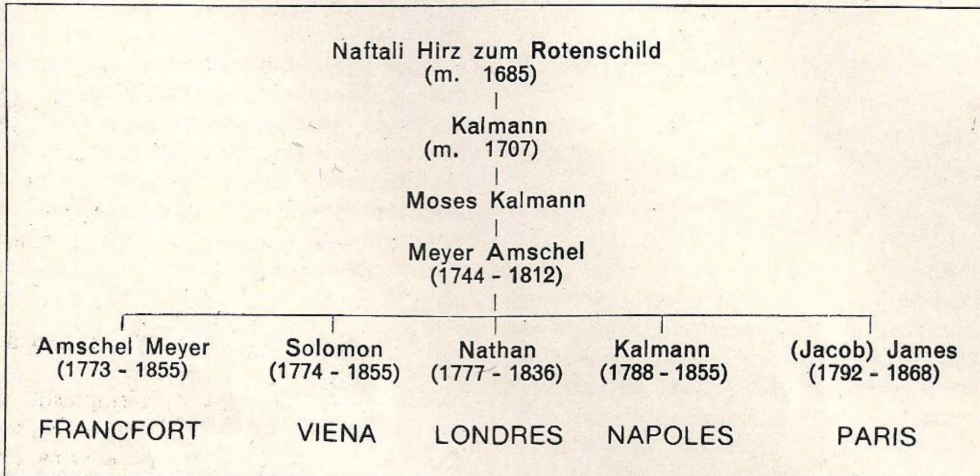 Naftali Hirz zum Rotenschild
(m. 1685)
Kalmann
(m. 1707)
Moses Kalmann
Meyer Amschel
(1744 - 1812)
Amschel Meyer Solomon Nathan Kalmann (Jacob) James
(1773 - 1855) (1774 - 1855) (1777 - 1836) (1788 - 1855) (1792 - 1868)
FRANCFORT VIENA LONDRES NAPOLES PARIS